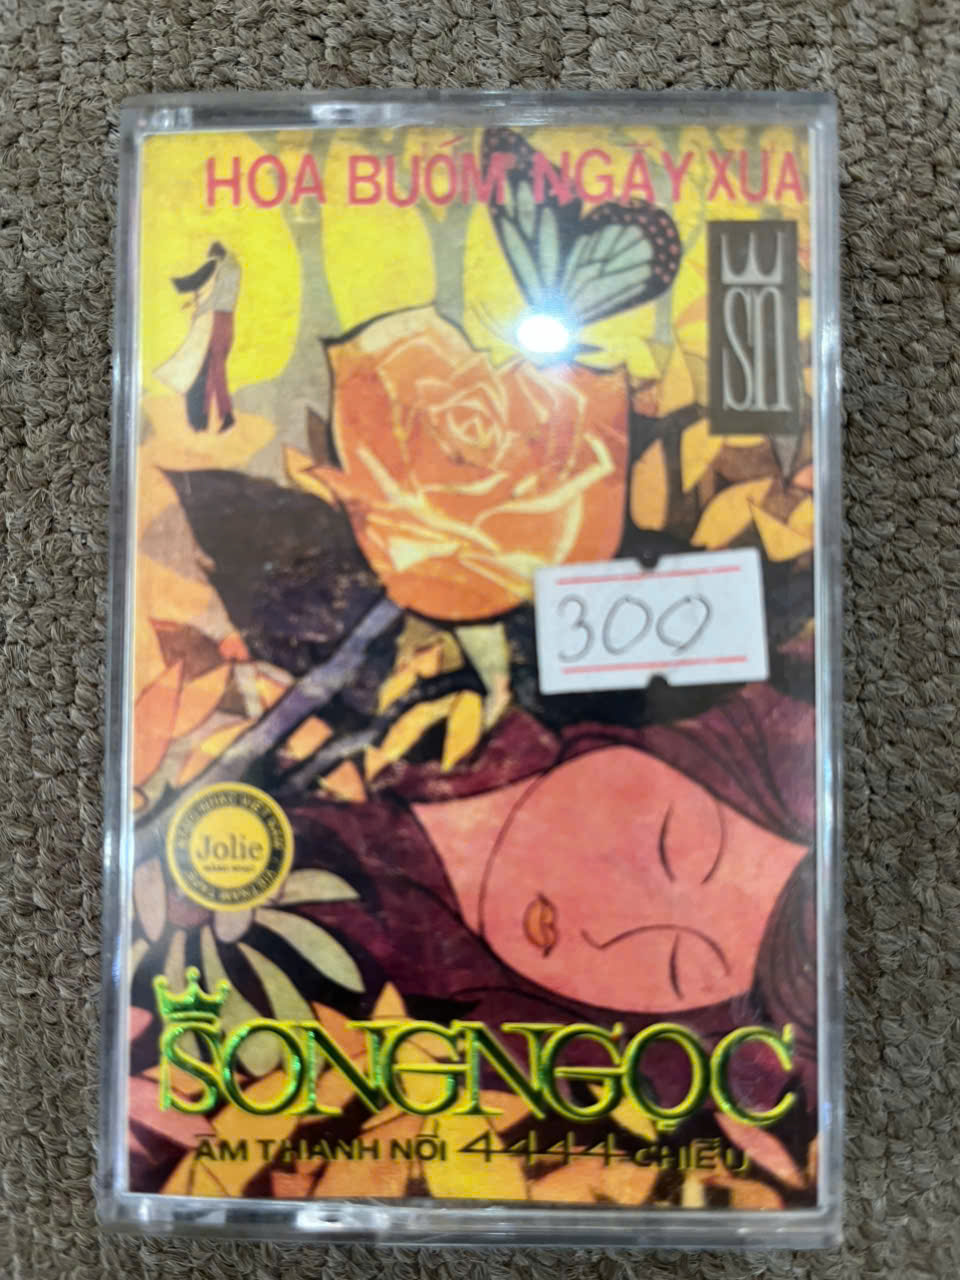 HOA BƯỚM NGÀY XƯA
SN
300
Jolie
SONGNGỌC
ÂM THANH NỔI 4444 CHIỀU